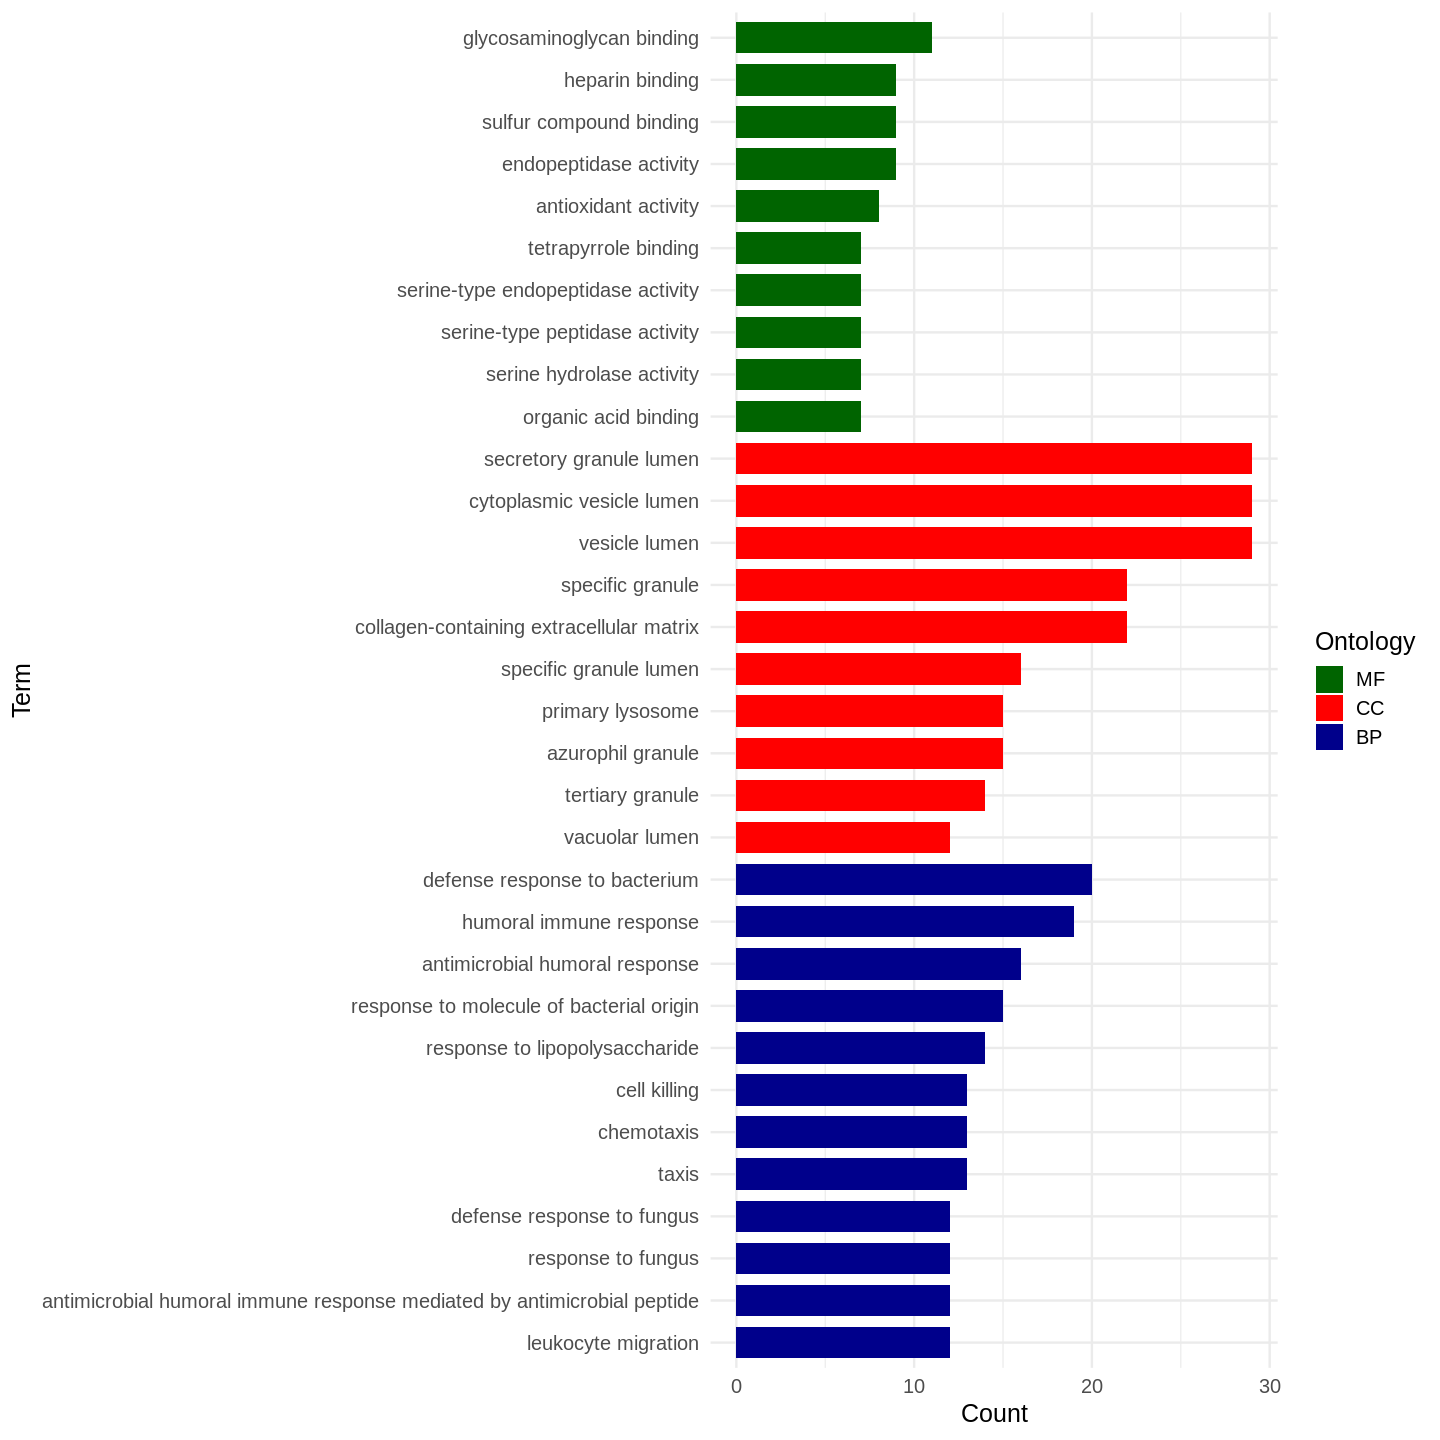 glycosaminoglycan binding
heparin binding
sulfur compound binding
endopeptidase activity
antioxidant activity
tetrapyrrole binding
serine-type endopeptidase activity
serine-type peptidase activity
serine hydrolase activity
organic acid binding
secretory granule lumen
cytoplasmic vesicle lumen
vesicle lumen
specific granule
collagen-containing extracellular matrix
specific granule lumen
primary lysosome
azurophil granule
tertiary granule
vacuolar lumen
defense response to bacterium
humoral immune response
antimicrobial humoral response
response to molecule of bacterial origin
response to lipopolysaccharide
cell killing
chemotaxis
taxis
defense response to fungus
response to fungus
antimicrobial humoral immune response mediated by antimicrobial peptide
leukocyte migration
Term
0 10 20 30
Count
Ontology
MF
CC
BP